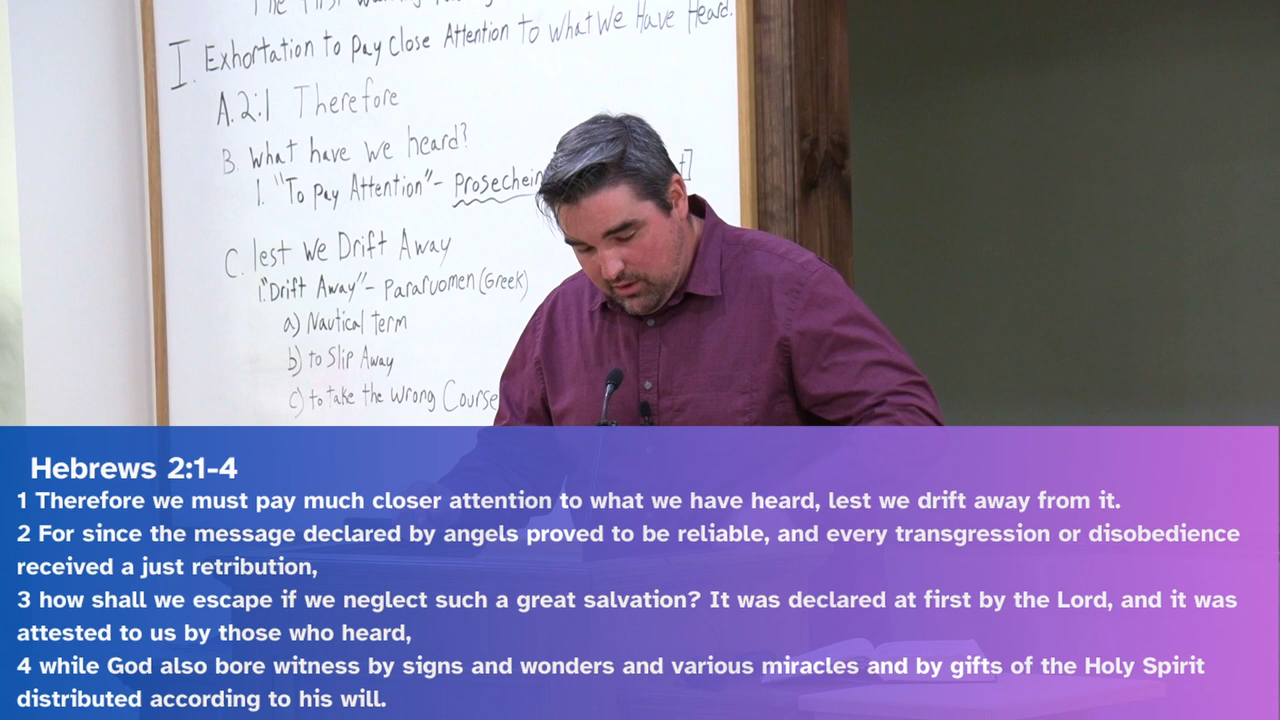 The First
I. Exhortation to Pay Close Attention to What We Have Heard.
A. 2:1 Therefore
B. What have we heard?
1. "To Pay Attention"- Prosechein
C. lest we Drift Away
1. "Drift Away"- Pararuomen (Greek)
a) Nautical term
b) to Slip Away
c) to take the Wrong Course
Hebrews 2:1-4
1 Therefore we must pay much closer attention to what we have heard, lest we drift away from it.
2 For since the message declared by angels proved to be reliable, and every transgression or disobedience
received a just retribution,
3 how shall we escape if we neglect such a great salvation? It was declared at first by the Lord, and it was
attested to us by those who heard,
4 while God also bore witness by signs and wonders and various miracles and by gifts of the Holy Spirit
distributed according to his will.